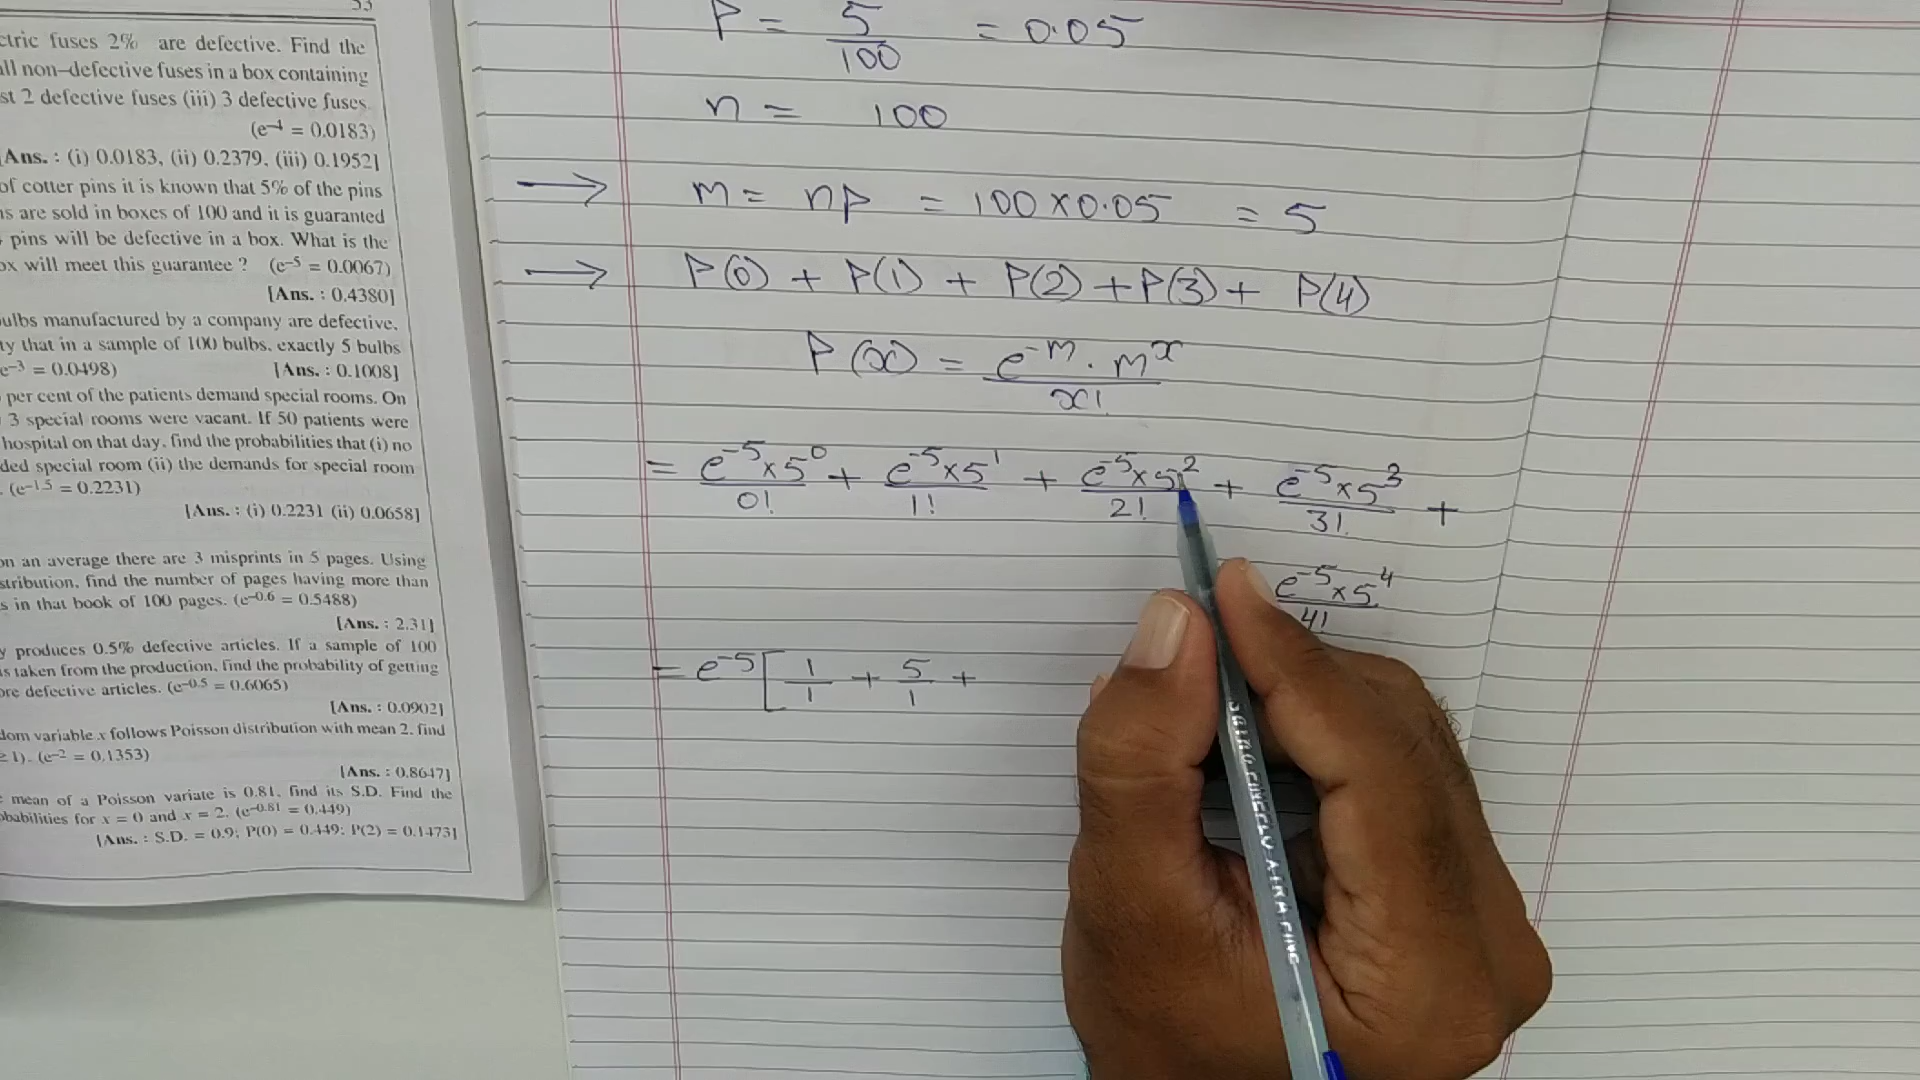 53
ctric fuses 2% are defective. Find the
all non–defective fuses in a box containing
st 2 defective fuses (iii) 3 defective fuses.
(e⁻⁴ = 0.0183)
[Ans. : (i) 0.0183, (ii) 0.2379, (iii) 0.1952]
of cotter pins it is known that 5% of the pins
ns are sold in boxes of 100 and it is guaranted
pins will be defective in a box. What is the
ox will meet this guarantee ? (e⁻⁵ = 0.0067)
[Ans. : 0.4380]
bulbs manufactured by a company are defective,
ty that in a sample of 100 bulbs, exactly 5 bulbs
e⁻³ = 0.0498) [Ans. : 0.1008]
per cent of the patients demand special rooms. On
3 special rooms were vacant. If 50 patients were
hospital on that day, find the probabilities that (i) no
ded special room (ii) the demands for special room
. (e⁻¹·⁵ = 0.2231)
[Ans. : (i) 0.2231 (ii) 0.0658]
on an average there are 3 misprints in 5 pages. Using
stribution, find the number of pages having more than
s in that book of 100 pages. (e⁻⁰·⁶ = 0.5488)
[Ans. : 2.31]
y produces 0.5% defective articles. If a sample of 100
is taken from the production, find the probability of getting
ore defective articles. (e⁻⁰·⁵ = 0.6065)
[Ans. : 0.0902]
dom variable x follows Poisson distribution with mean 2, find
≥ 1). (e⁻² = 0.1353)
[Ans. : 0.8647]
mean of a Poisson variate is 0.81, find its S.D. Find the
obabilities for x = 0 and x = 2. (e⁻⁰·⁸¹ = 0.449)
[Ans. : S.D. = 0.9; P(0) = 0.449; P(2) = 0.1473]
P = 5/100 = 0.05
n = 100
→ m = np = 100 × 0.05 = 5
→ P(0) + P(1) + P(2) + P(3) + P(4)
P(x) = e⁻ᵐ · mˣ / x!
= e⁻⁵ × 5⁰ / 0! + e⁻⁵ × 5¹ / 1! + e⁻⁵ × 5² / 2! + e⁻⁵ × 5³ / 3! +
e⁻⁵ × 5⁴ / 4!
= e⁻⁵ [ 1/1 + 5/1 +